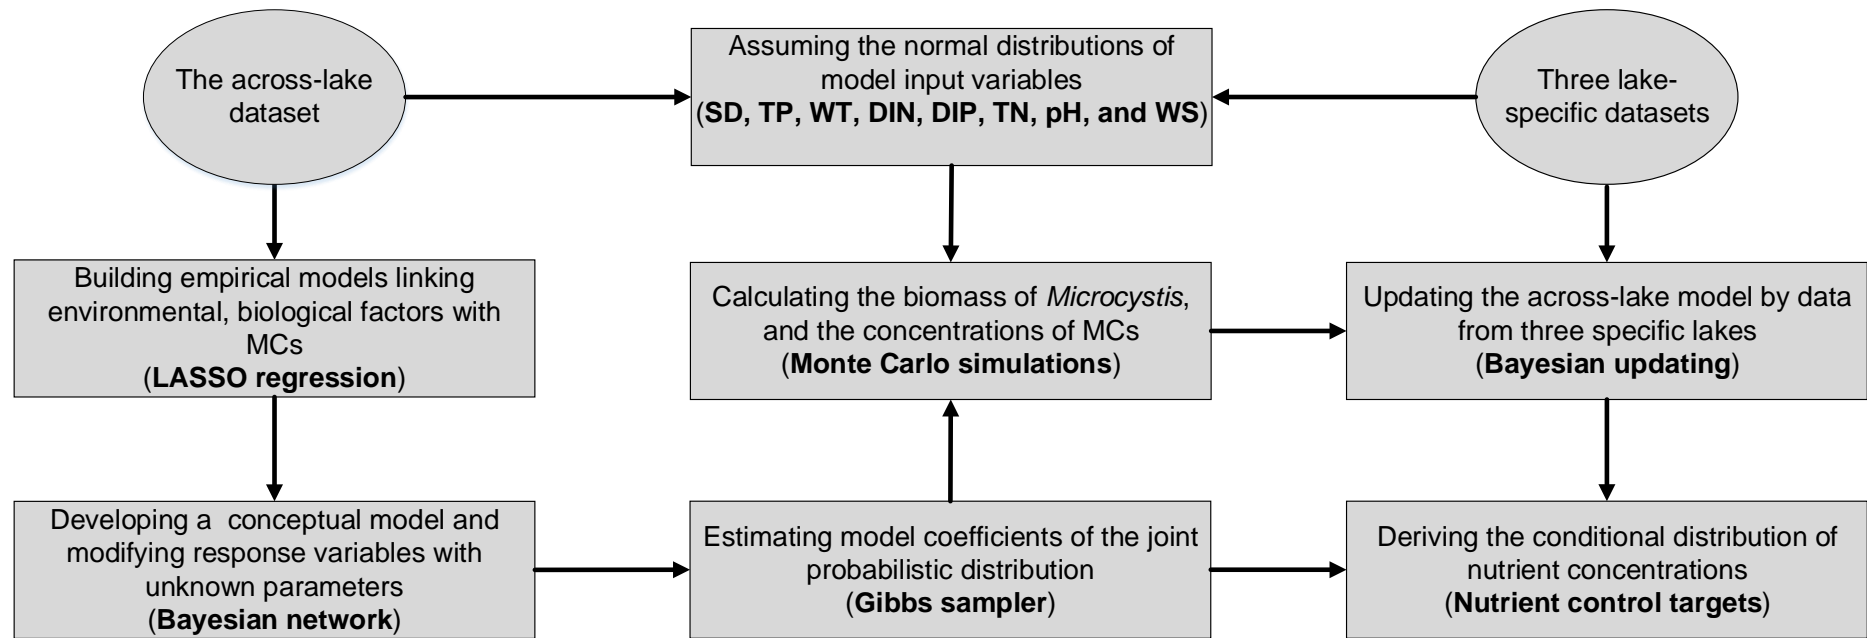 The across-lake
dataset
Assuming the normal distributions of
model input variables
(SD, TP, WT, DIN, DIP, TN, pH, and WS)
Three lake-
specific datasets
Building empirical models linking
environmental, biological factors with
MCs
(LASSO regression)
Calculating the biomass of Microcystis,
and the concentrations of MCs
(Monte Carlo simulations)
Updating the across-lake model by data
from three specific lakes
(Bayesian updating)
Developing a  conceptual model and
modifying response variables with
unknown parameters
(Bayesian network)
Estimating model coefficients of the joint
probabilistic distribution
(Gibbs sampler)
Deriving the conditional distribution of
nutrient concentrations
(Nutrient control targets)